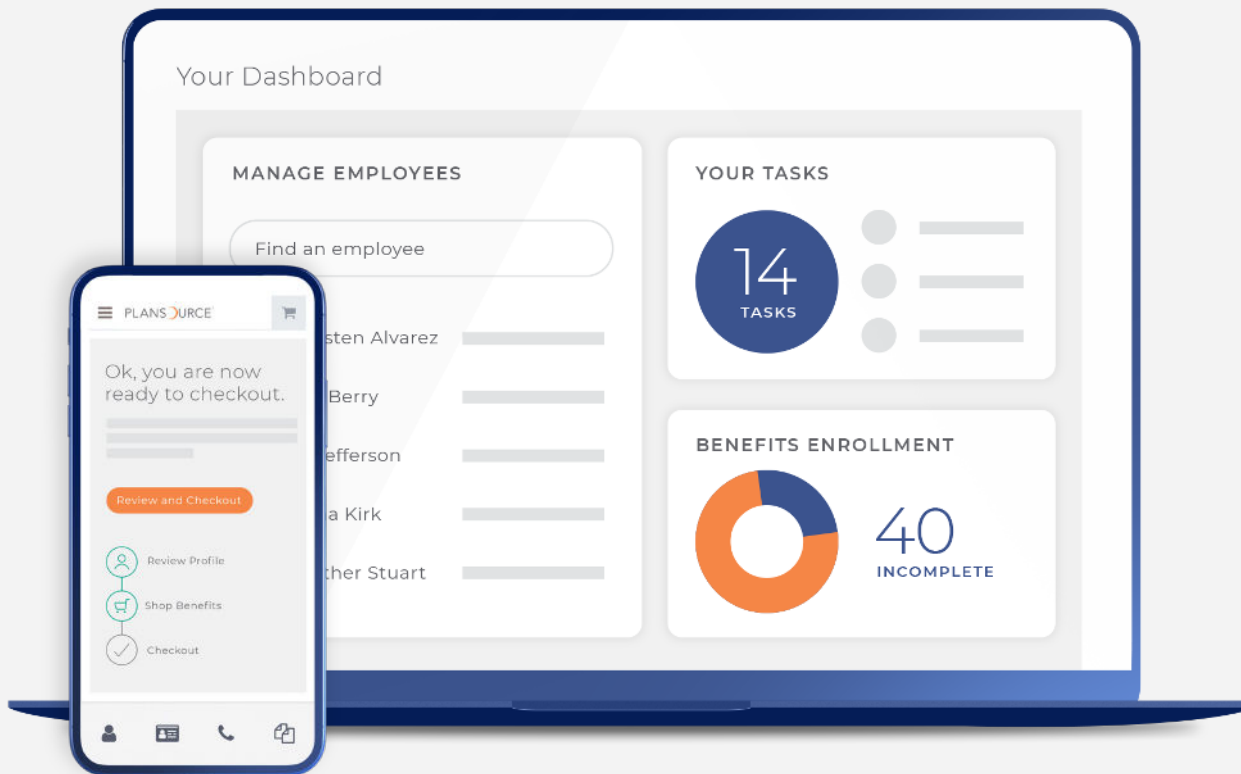 Your Dashboard
MANAGE EMPLOYEES
Find an employee
sten Alvarez
Berry
efferson
a Kirk
ther Stuart
YOUR TASKS
14
TASKS
BENEFITS ENROLLMENT
40
INCOMPLETE
PLANSOURCE
Ok, you are now
ready to checkout.
Review and Checkout
Review Profile
Shop Benefits
Checkout